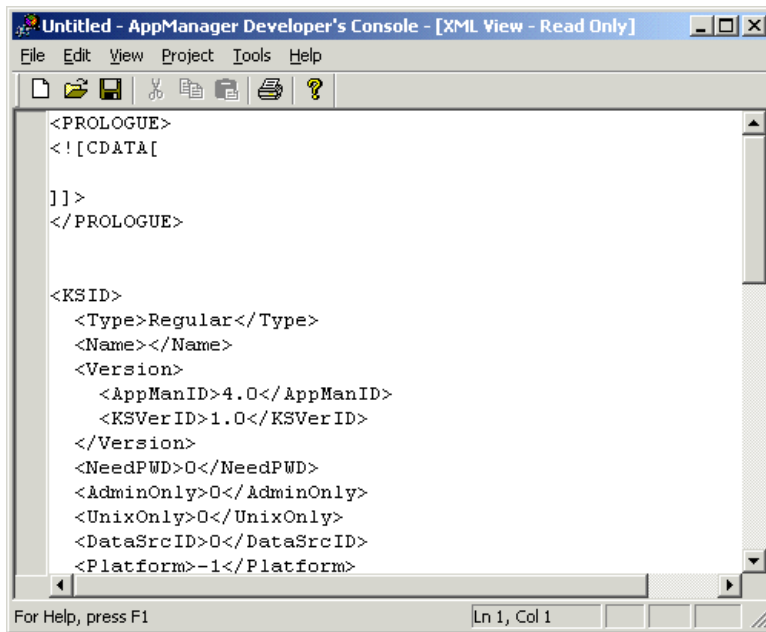 Untitled - AppManager Developer's Console - [XML View - Read Only]
File Edit View Project Tools Help
<PROLOGUE>
<![CDATA[
]]>
</PROLOGUE>
<KSID>
<Type>Regular</Type>
<Name></Name>
<Version>
<AppManID>4.0</AppManID>
<KSVerID>1.0</KSVerID>
</Version>
<NeedPWD>0</NeedPWD>
<AdminOnly>0</AdminOnly>
<UnixOnly>0</UnixOnly>
<DataSrcID>0</DataSrcID>
<Platform>-1</Platform>
For Help, press F1 Ln 1, Col 1